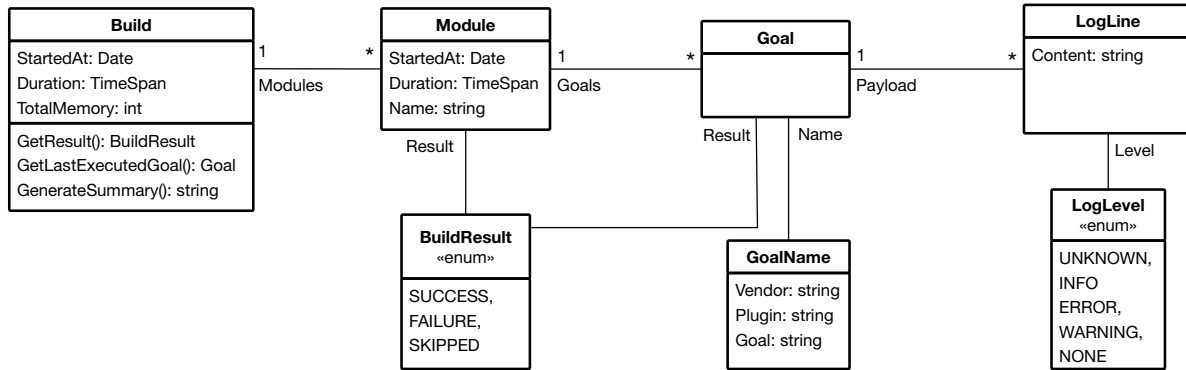 Build
StartedAt: Date
Duration: TimeSpan
TotalMemory: int
GetResult(): BuildResult
GetLastExecutedGoal(): Goal
GenerateSummary(): string
1
*
Modules
Module
StartedAt: Date
Duration: TimeSpan
Name: string
1
*
Goals
Result
Goal
1
*
Payload
Result
Name
LogLine
Content: string
Level
BuildResult
«enum»
SUCCESS,
FAILURE,
SKIPPED
GoalName
Vendor: string
Plugin: string
Goal: string
LogLevel
«enum»
UNKNOWN,
INFO
ERROR,
WARNING,
NONE